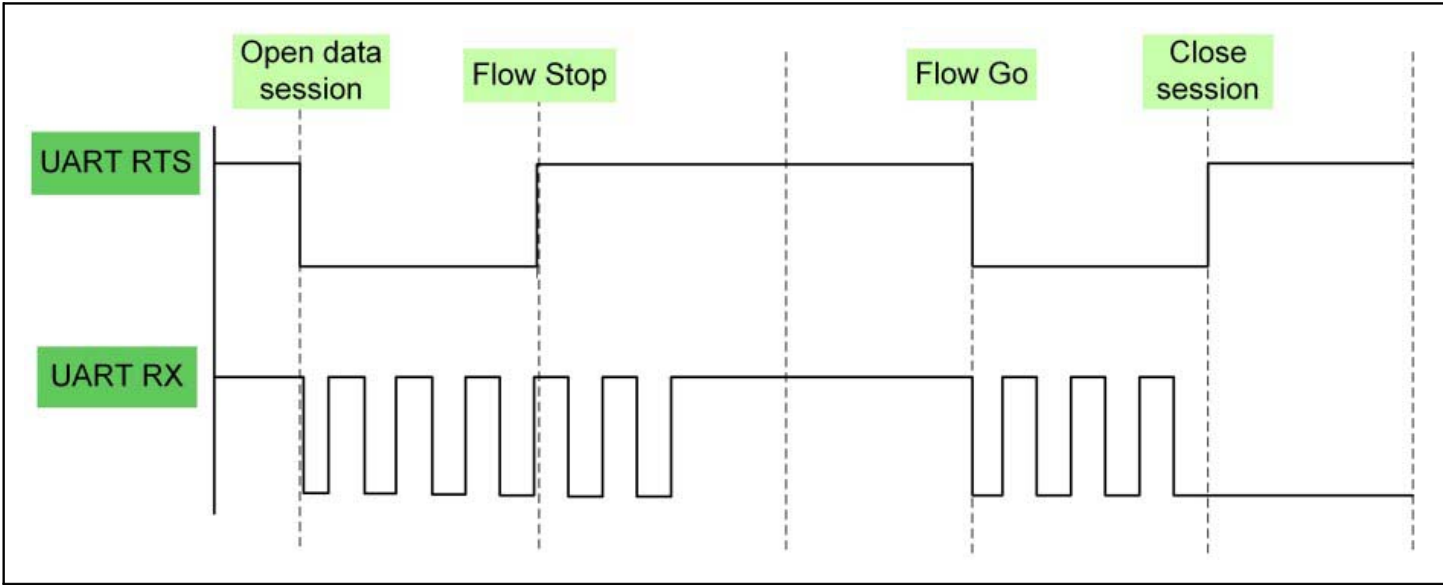 Open data
session
Flow Stop
Flow Go
Close
session
UART RTS
UART RX